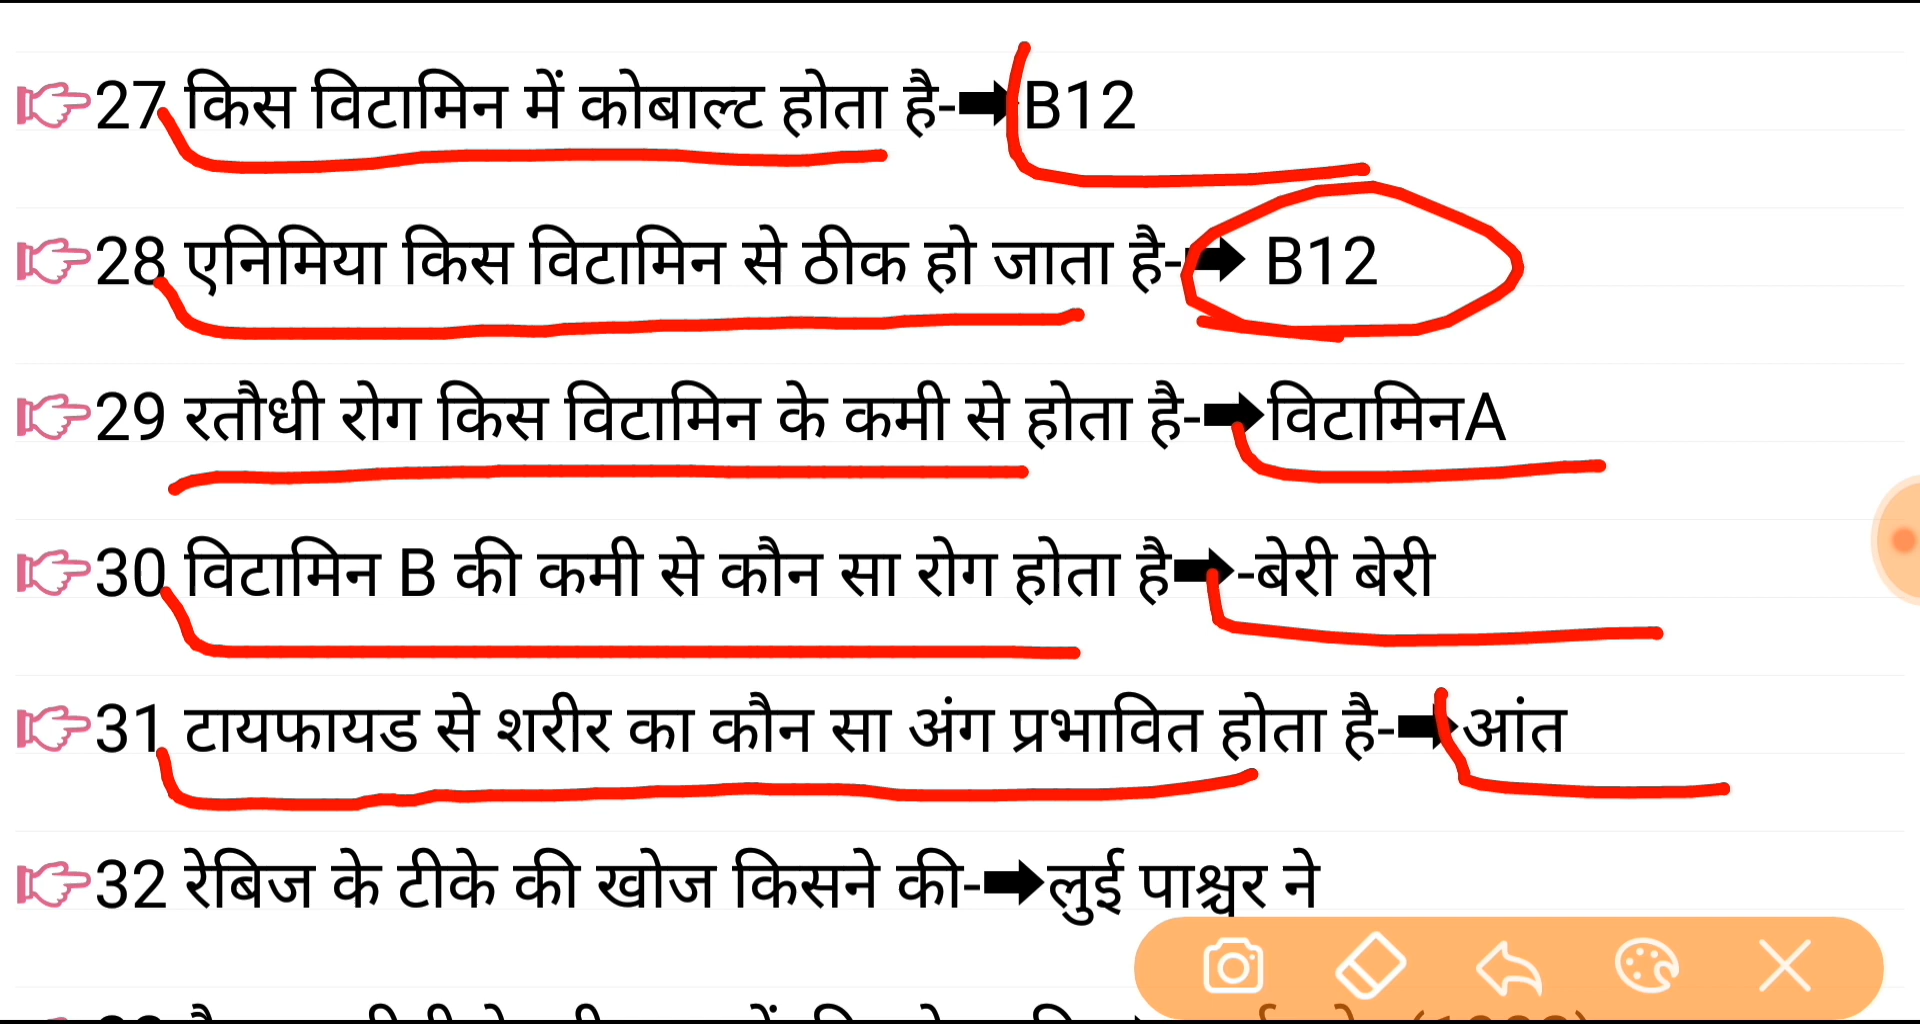 27 किस विटामिन में कोबाल्ट होता है-➡B12
28 एनिमिया किस विटामिन से ठीक हो जाता है-➡ B12
29 रतौधी रोग किस विटामिन के कमी से होता है-➡विटामिनA
30 विटामिन B की कमी से कौन सा रोग होता है➡-बेरी बेरी
31 टायफायड से शरीर का कौन सा अंग प्रभावित होता है-➡आंत
32 रेबिज के टीके की खोज किसने की-➡लुई पाश्चर ने